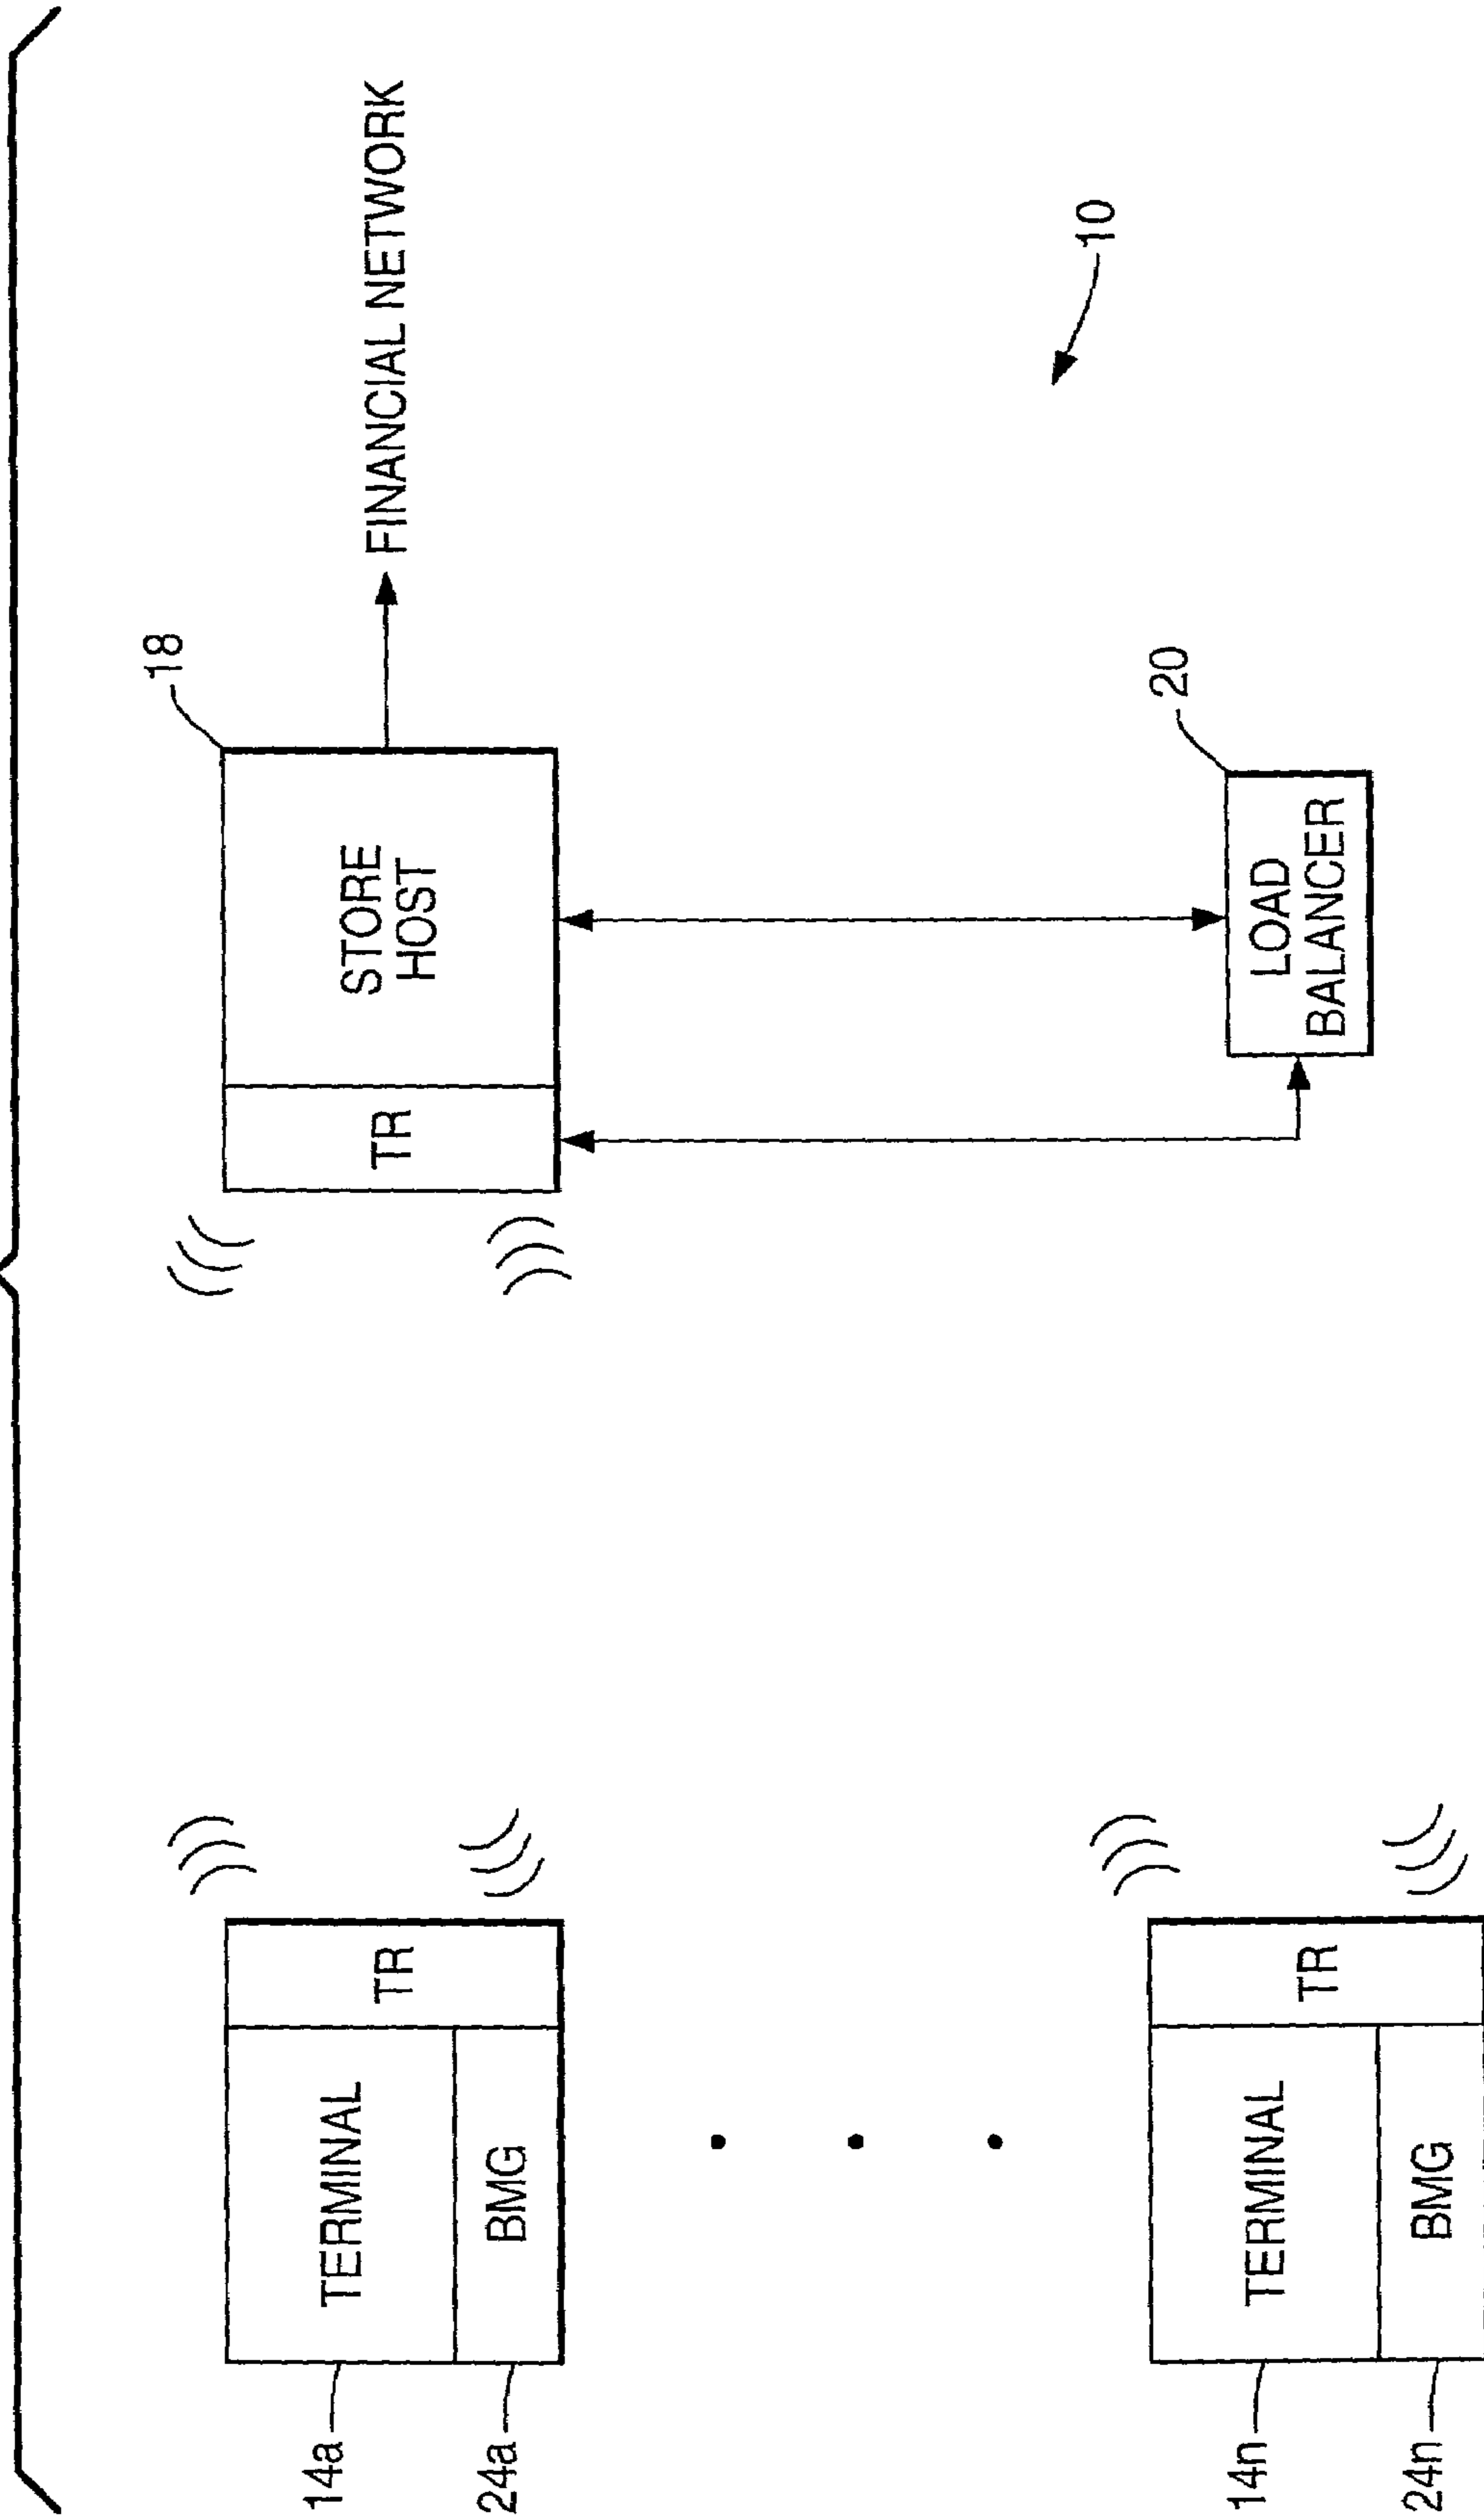 14a
TERMINAL
TR
24a
BMG
TR
STORE
HOST
18
FINANCIAL NETWORK
14n
TERMINAL
TR
24n
BMG
LOAD
BALANCER
20
10